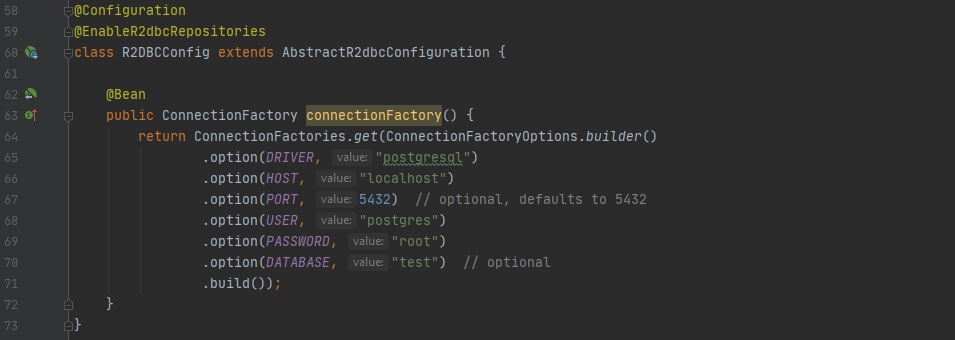 58 @Configuration
59 @EnableR2dbcRepositories
60 class R2DBCConfig extends AbstractR2dbcConfiguration {
61
62 @Bean
63 public ConnectionFactory connectionFactory() {
64 return ConnectionFactories.get(ConnectionFactoryOptions.builder()
65 .option(DRIVER, value: "postgresql")
66 .option(HOST, value: "localhost")
67 .option(PORT, value: 5432) // optional, defaults to 5432
68 .option(USER, value: "postgres")
69 .option(PASSWORD, value: "root")
70 .option(DATABASE, value: "test") // optional
71 .build());
72 }
73 }